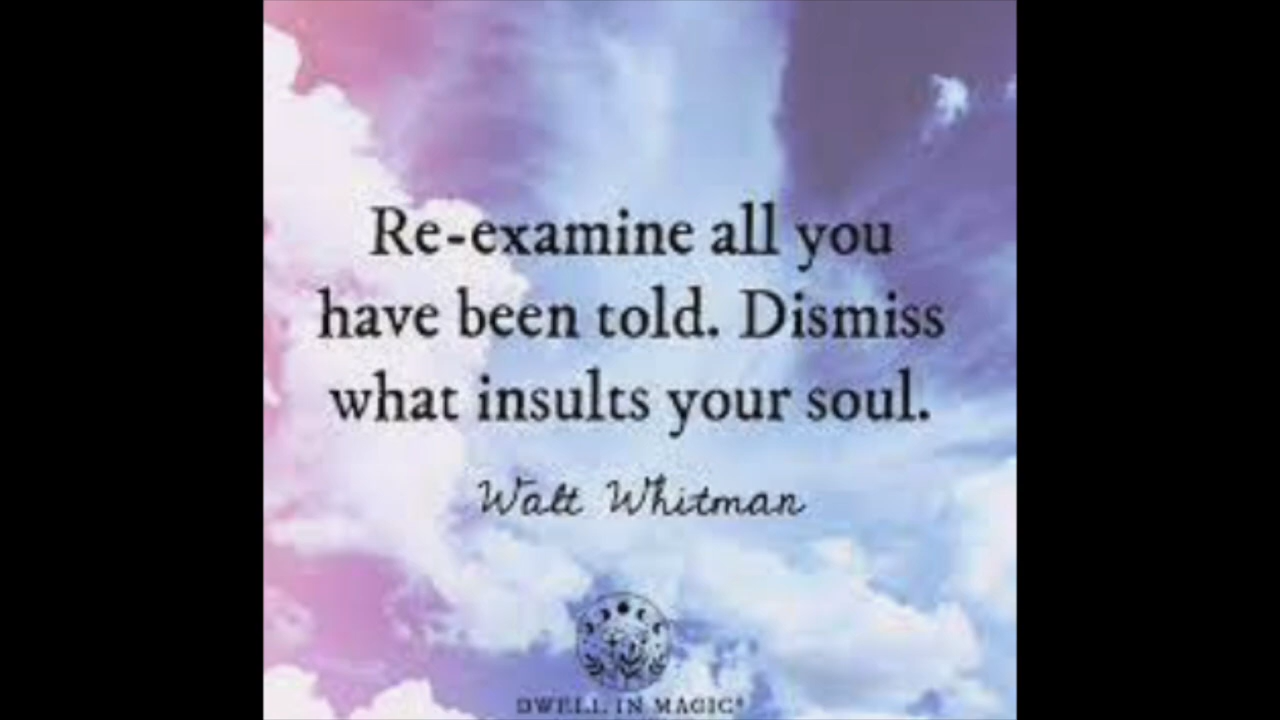 Re-examine all you
have been told. Dismiss
what insults your soul.
Walt Whitman
DWELL IN MAGIC®